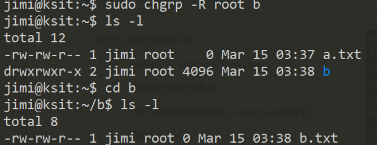 jimi@ksit:~$ sudo chgrp -R root b
jimi@ksit:~$ ls -l
total 12
-rw-rw-r-- 1 jimi root    0 Mar 15 03:37 a.txt
drwxrwxr-x 2 jimi root 4096 Mar 15 03:38 b
jimi@ksit:~$ cd b
jimi@ksit:~/b$ ls -l
total 8
-rw-rw-r-- 1 jimi root 0 Mar 15 03:38 b.txt